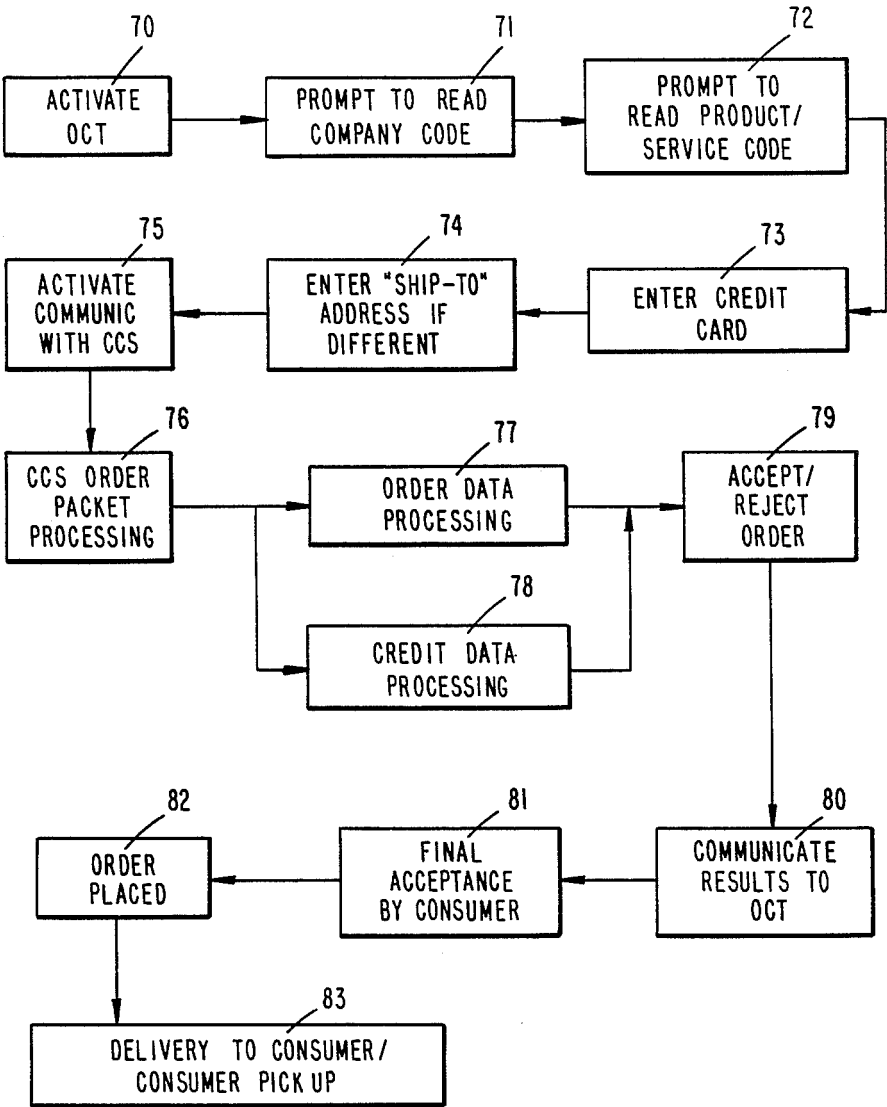 70
ACTIVATE
OCT
71
PROMPT TO READ
COMPANY CODE
72
PROMPT TO
READ PRODUCT/
SERVICE CODE
73
ENTER CREDIT
CARD
74
ENTER "SHIP-TO"
ADDRESS IF
DIFFERENT
75
ACTIVATE
COMMUNIC
WITH CCS
76
CCS ORDER
PACKET
PROCESSING
77
ORDER DATA
PROCESSING
78
CREDIT DATA
PROCESSING
79
ACCEPT/
REJECT
ORDER
80
COMMUNICATE
RESULTS TO
OCT
81
FINAL
ACCEPTANCE
BY CONSUMER
82
ORDER
PLACED
83
DELIVERY TO CONSUMER/
CONSUMER PICK UP